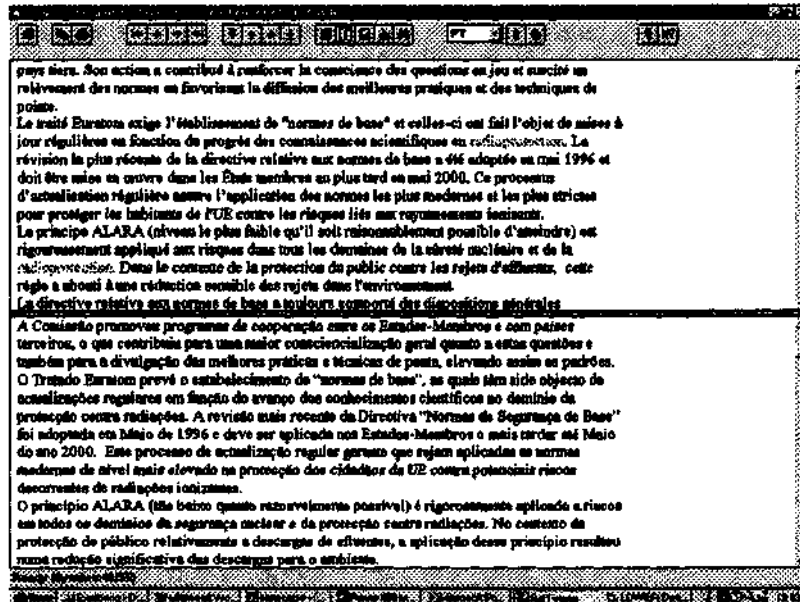 PT
pays tiers. Son action a contribué à renforcer la conscience des questions en jeu et suscité un
relèvement des normes en favorisant la diffusion des meilleures pratiques et des techniques de
pointe.
Le traité Euratom exige l'établissement de "normes de base" et celles-ci ont fait l'objet de mises à
jour régulières en fonction du progrès des connaissances scientifiques en radioprotection. La
révision la plus récente de la directive relative aux normes de base a été adoptée en mai 1996 et
doit être mise en œuvre dans les États membres au plus tard en mai 2000. Ce processus
d'actualisation régulière assure l'application des normes les plus modernes et les plus strictes
pour protéger les habitants de l'UE contre les risques liés aux rayonnements ionisants.
Le principe ALARA (niveau le plus faible qu'il soit raisonnablement possible d'atteindre) est
rigoureusement appliqué aux risques dans tous les domaines de la sûreté nucléaire et de la
radioprotection. Dans le contexte de la protection du public contre les rejets d'effluents, cette
règle a abouti à une réduction sensible des rejets dans l'environnement.
La directive relative aux normes de base a toujours comporté des dispositions générales
A Comissão promoveu programas de cooperação entre os Estados-Membros e com países
terceiros, o que contribuiu para uma maior consciencialização geral quanto a estas questões e
também para a divulgação das melhores práticas e técnicas de ponta, elevando assim os padrões.
O Tratado Euratom prevê o estabelecimento de "normas de base", as quais têm sido objecto de
actualizações regulares em função do avanço dos conhecimentos científicos no domínio da
protecção contra radiações. A revisão mais recente da Directiva "Normas de Segurança de Base"
foi adoptada em Maio de 1996 e deve ser aplicada nos Estados-Membros o mais tardar até Maio
do ano 2000. Este processo de actualização regular garante que sejam aplicadas as normas
modernas de nível mais elevado na protecção dos cidadãos da UE contra potenciais riscos
decorrentes de radiações ionizantes.
O princípio ALARA (tão baixo quanto razoavelmente possível) é rigorosamente aplicado a riscos
em todos os domínios da segurança nuclear e da protecção contra radiações. No contexto da
protecção do público relativamente a descargas de efluentes, a aplicação desse princípio resultou
numa redução significativa das descargas para o ambiente.